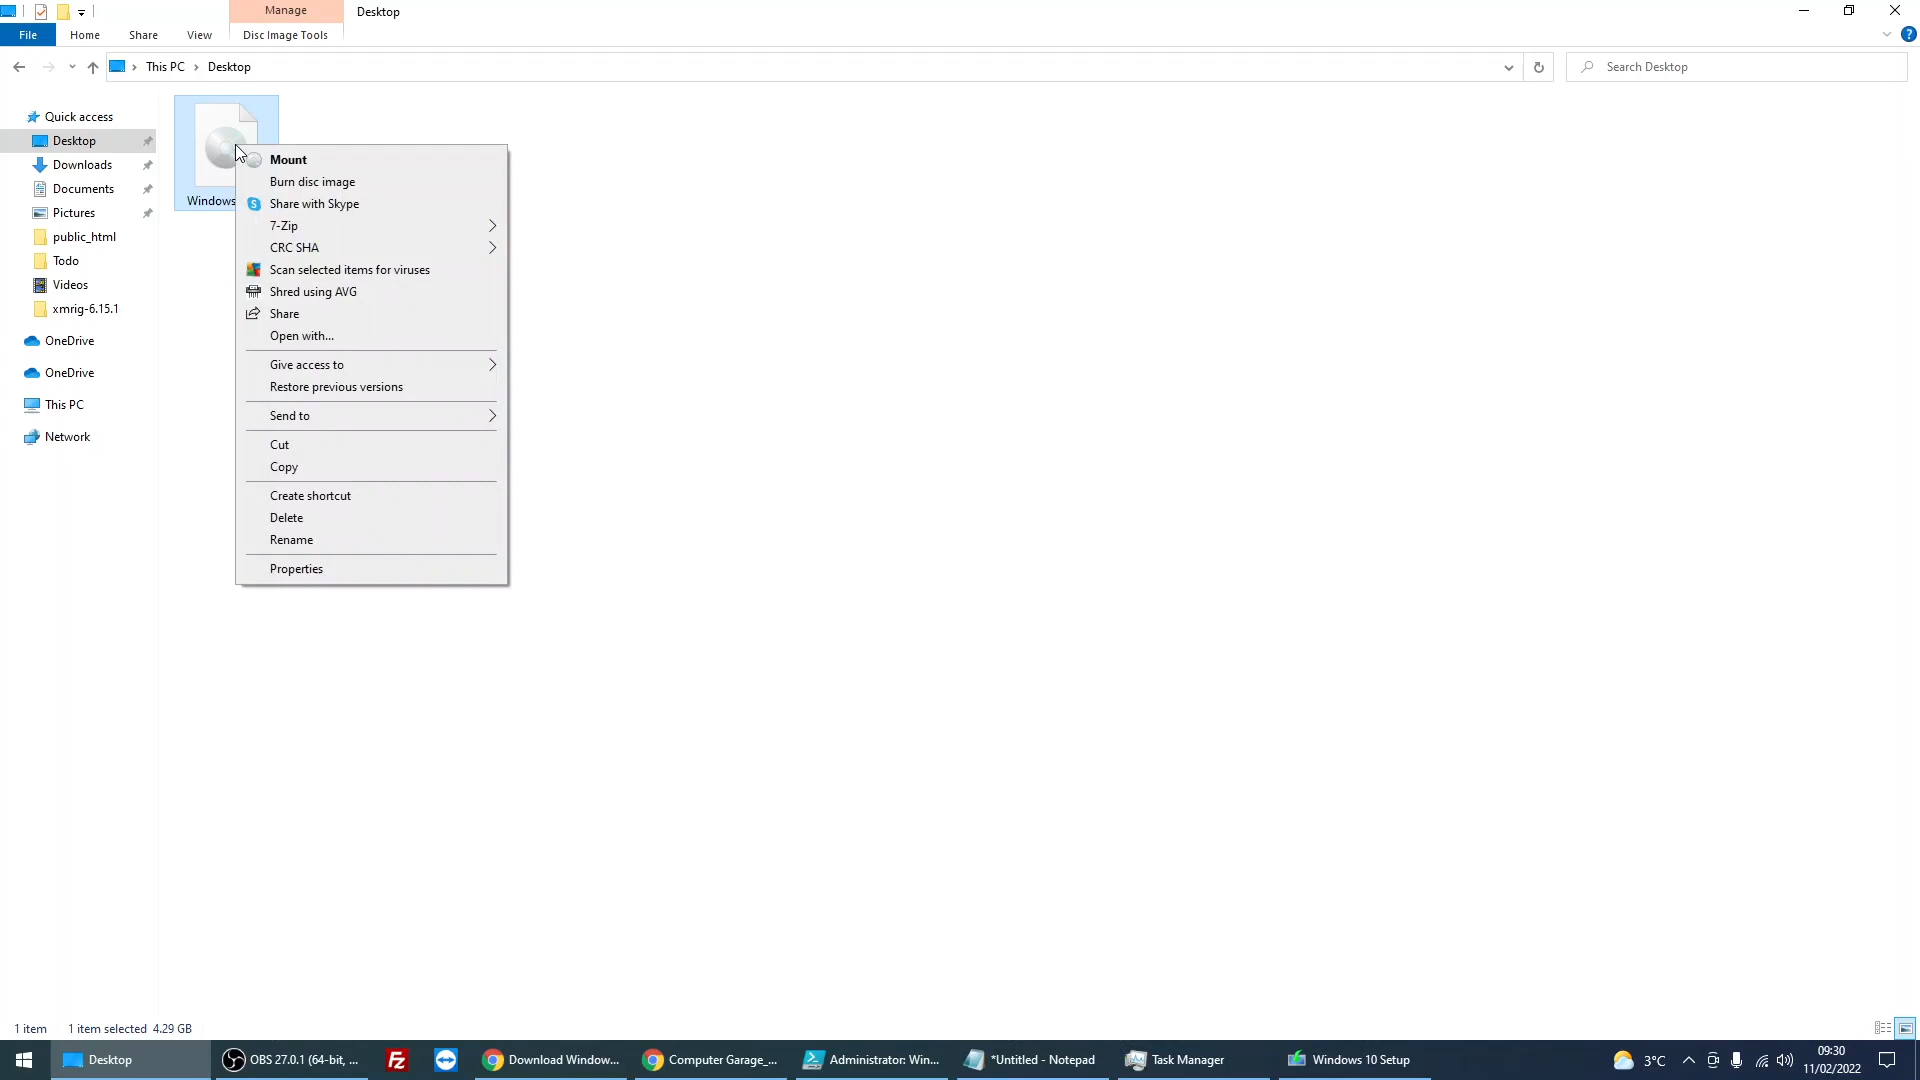 Manage
Desktop
File
Home
Share
View
Disc Image Tools
This PC
Desktop
Search Desktop
Quick access
Desktop
Downloads
Documents
Pictures
public_html
Todo
Videos
xmrig-6.15.1
OneDrive
OneDrive
This PC
Network
Windows
Mount
Burn disc image
Share with Skype
7-Zip
CRC SHA
Scan selected items for viruses
Shred using AVG
Share
Open with...
Give access to
Restore previous versions
Send to
Cut
Copy
Create shortcut
Delete
Rename
Properties
1 item
1 item selected 4.29 GB
Desktop
OBS 27.0.1 (64-bit, ...
Fz
Download Window...
Computer Garage_...
Administrator: Win...
*Untitled - Notepad
Task Manager
Windows 10 Setup
3°C
09:30
11/02/2022